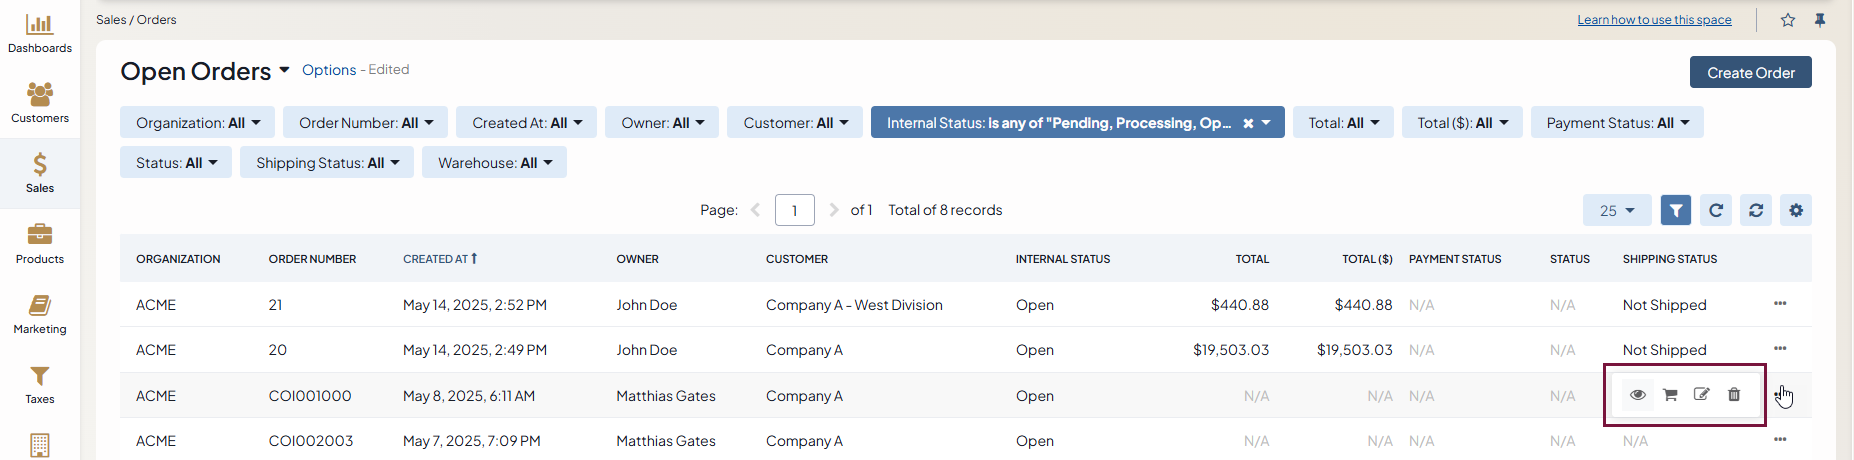 Sales / Orders
Learn how to use this space
Dashboards
Customers
Sales
Products
Marketing
Taxes
Open Orders
Options - Edited
Create Order
Organization: All
Order Number: All
Created At: All
Owner: All
Customer: All
Internal Status: is any of "Pending, Processing, Op...
Total: All
Total ($): All
Payment Status: All
Status: All
Shipping Status: All
Warehouse: All
Page: 1 of 1 Total of 8 records
25
ORGANIZATION ORDER NUMBER CREATED AT OWNER CUSTOMER INTERNAL STATUS TOTAL TOTAL ($) PAYMENT STATUS STATUS SHIPPING STATUS
ACME 21 May 14, 2025, 2:52 PM John Doe Company A - West Division Open $440.88 $440.88 N/A N/A Not Shipped
ACME 20 May 14, 2025, 2:49 PM John Doe Company A Open $19,503.03 $19,503.03 N/A N/A Not Shipped
ACME COI001000 May 8, 2025, 6:11 AM Matthias Gates Company A Open N/A N/A N/A N/A
ACME COI002003 May 7, 2025, 7:09 PM Matthias Gates Company A Open N/A N/A N/A N/A N/A